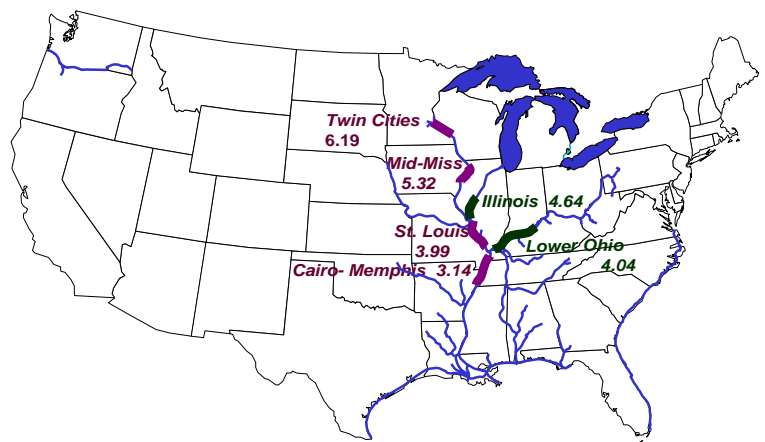 Twin Cities
6.19
Mid-Miss
5.32
Illinois 4.64
St. Louis
3.99
Lower Ohio
4.04
Cairo- Memphis 3.14